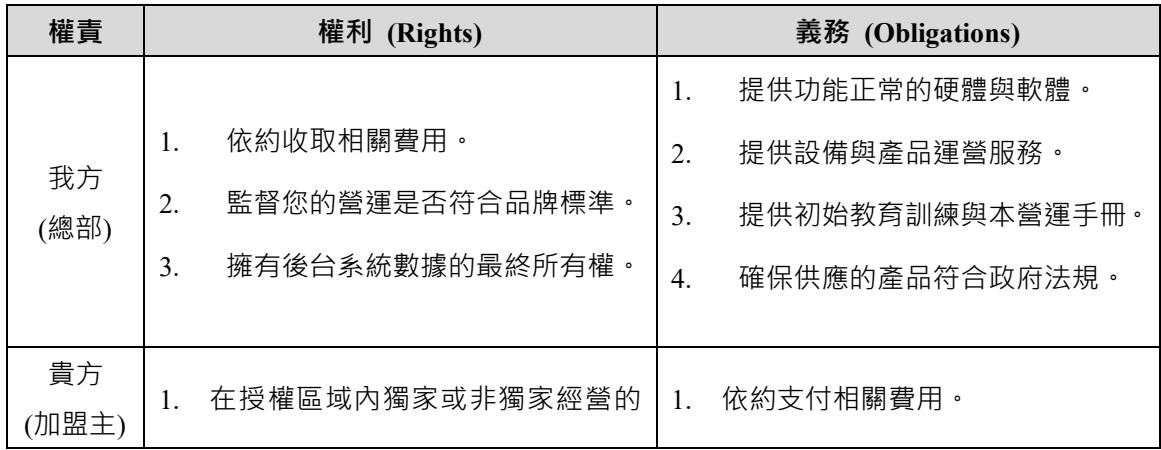 權責 權利 (Rights) 義務 (Obligations)
我方
(總部)
1. 依約收取相關費用。
2. 監督您的營運是否符合品牌標準。
3. 擁有後台系統數據的最終所有權。
1. 提供功能正常的硬體與軟體。
2. 提供設備與產品運營服務。
3. 提供初始教育訓練與本營運手冊。
4. 確保供應的產品符合政府法規。
貴方
(加盟主)
1. 在授權區域內獨家或非獨家經營的
1. 依約支付相關費用。